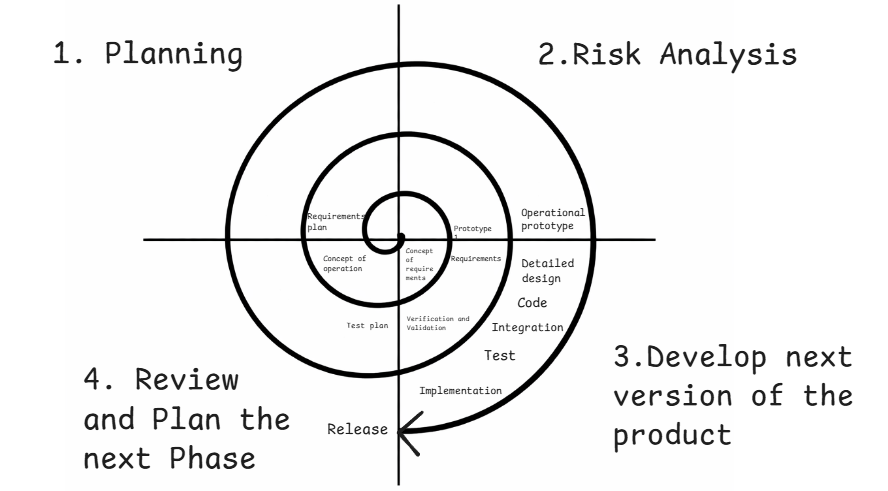 1. Planning
2.Risk Analysis
Requirements
plan
Prototype
1
Operational
prototype
Concept of
operation
Concept
of
require
ments
Requirements
Detailed
design
Code
Test plan
Verification and
Validation
Integration
Test
Implementation
Release
3.Develop next
version of the
product
4. Review
and Plan the
next Phase